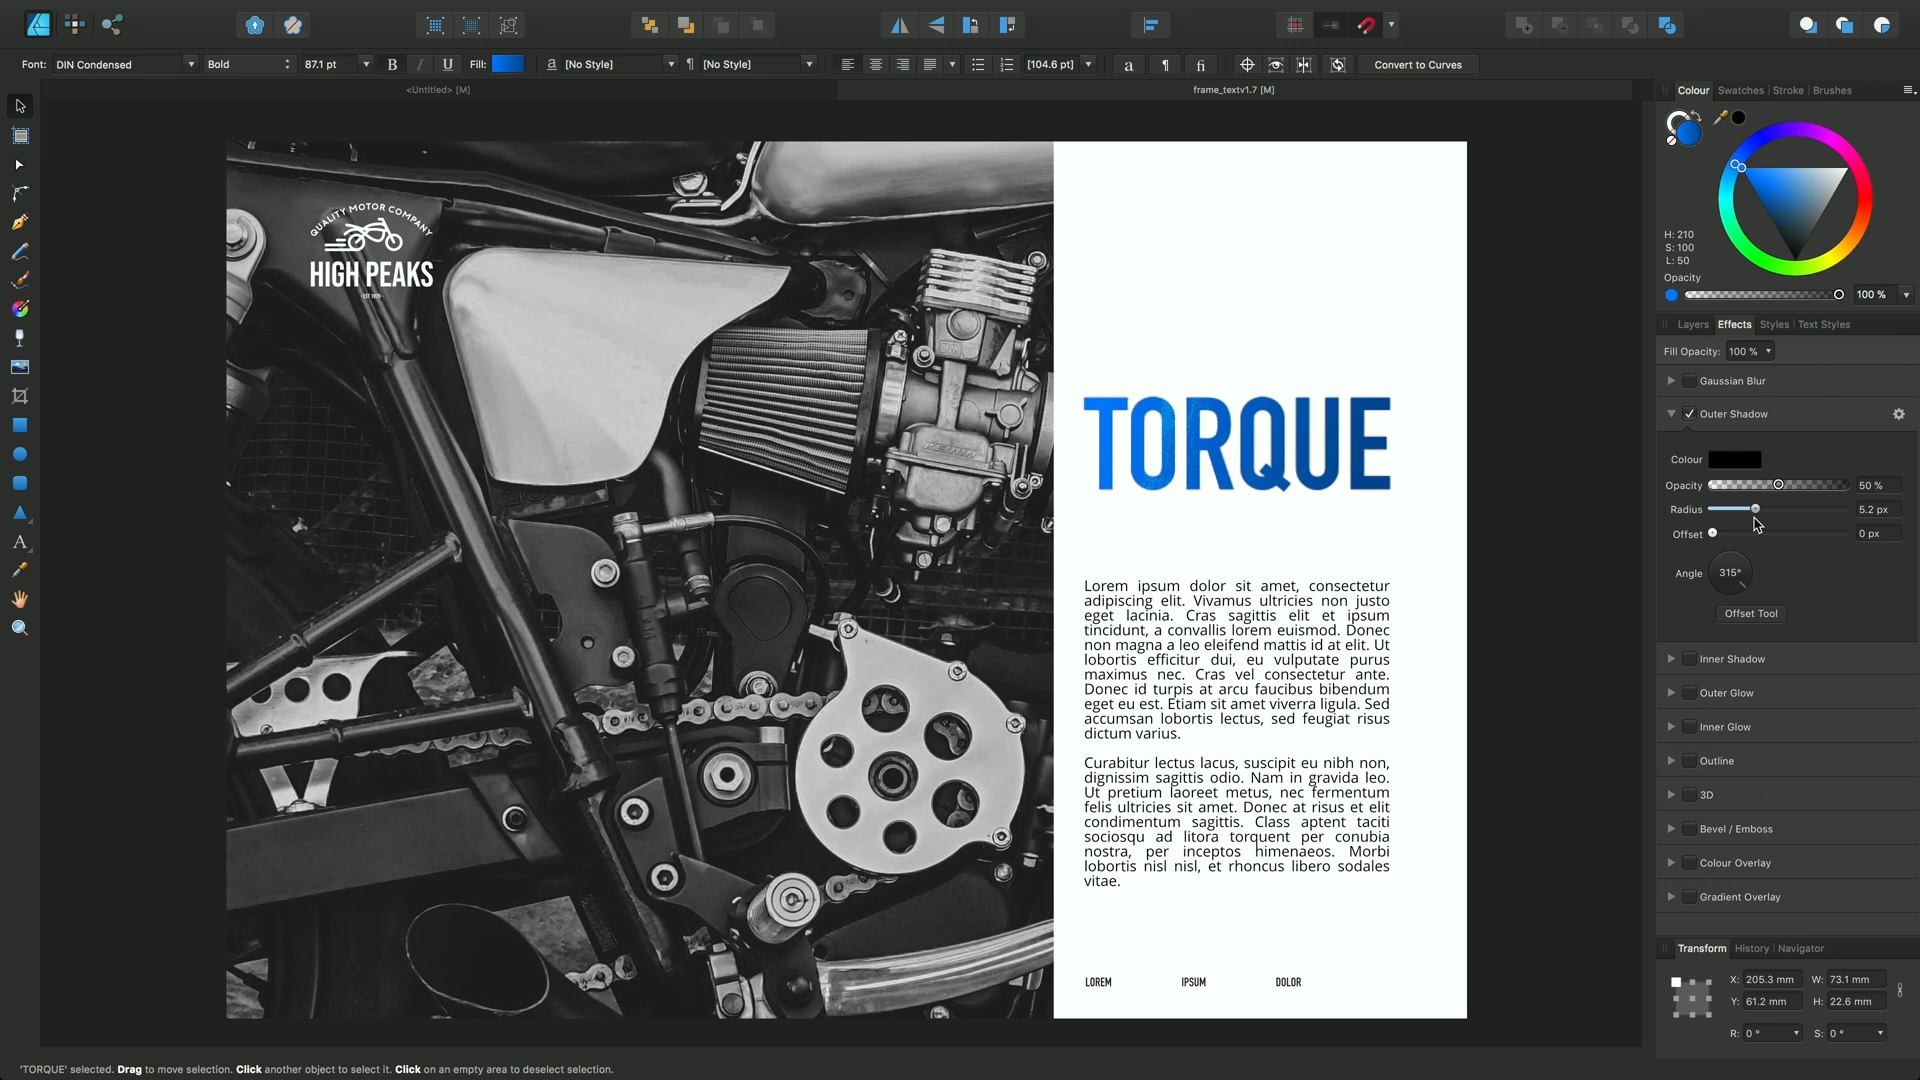 Font: DIN Condensed Bold 87.1 pt B I U Fill: a [No Style] ¶ [No Style] [104.6 pt] a ¶ fi Convert to Curves
<Untitled> [M] frame_textv1.7 [M]
QUALITY MOTOR COMPANY
HIGH PEAKS
EST 1979
TORQUE
Lorem ipsum dolor sit amet, consectetur
adipiscing elit. Vivamus ultricies non justo
eget lacinia. Cras sagittis elit et ipsum
tincidunt, a convallis lorem euismod. Donec
non magna a leo eleifend mattis id at elit. Ut
lobortis efficitur dui, eu vulputate purus
maximus nec. Cras vel consectetur ante.
Donec id turpis at arcu faucibus bibendum
eget eu est. Etiam sit amet viverra ligula. Sed
accumsan lobortis lectus, sed feugiat risus
dictum varius.
Curabitur lectus lacus, suscipit eu nibh non,
dignissim sagittis odio. Nam in gravida leo.
Ut pretium laoreet metus, nec fermentum
felis ultricies sit amet. Donec at risus et elit
condimentum sagittis. Class aptent taciti
sociosqu ad litora torquent per conubia
nostra, per inceptos himenaeos. Morbi
lobortis nisl nisl, et rhoncus libero sodales
vitae.
LOREM IPSUM DOLOR
Colour Swatches Stroke Brushes
H: 210
S: 100
L: 50
Opacity
100 %
Layers Effects Styles Text Styles
Fill Opacity: 100 %
Gaussian Blur
Outer Shadow
Colour
Opacity 50 %
Radius 5.2 px
Offset 0 px
Angle 315°
Offset Tool
Inner Shadow
Outer Glow
Inner Glow
Outline
3D
Bevel / Emboss
Colour Overlay
Gradient Overlay
Transform History Navigator
X: 205.3 mm W: 73.1 mm
Y: 61.2 mm H: 22.6 mm
R: 0 ° S: 0 °
'TORQUE' selected. Drag to move selection. Click another object to select it. Click on an empty area to deselect selection.